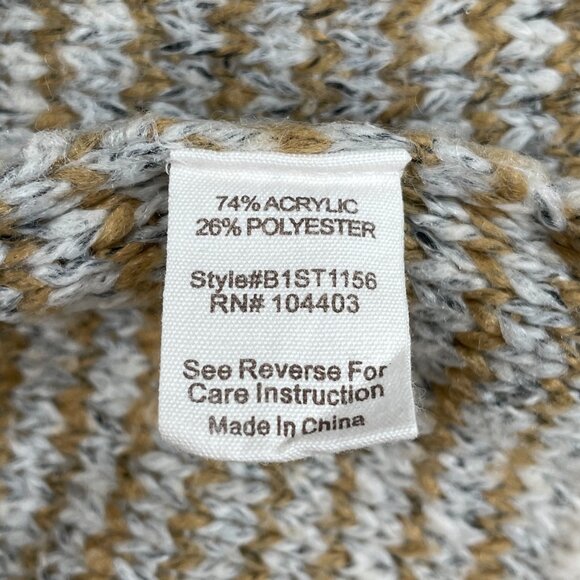 74% ACRYLIC
26% POLYESTER
Style#B1ST1156
RN# 104403
See Reverse For
Care Instruction
Made In China